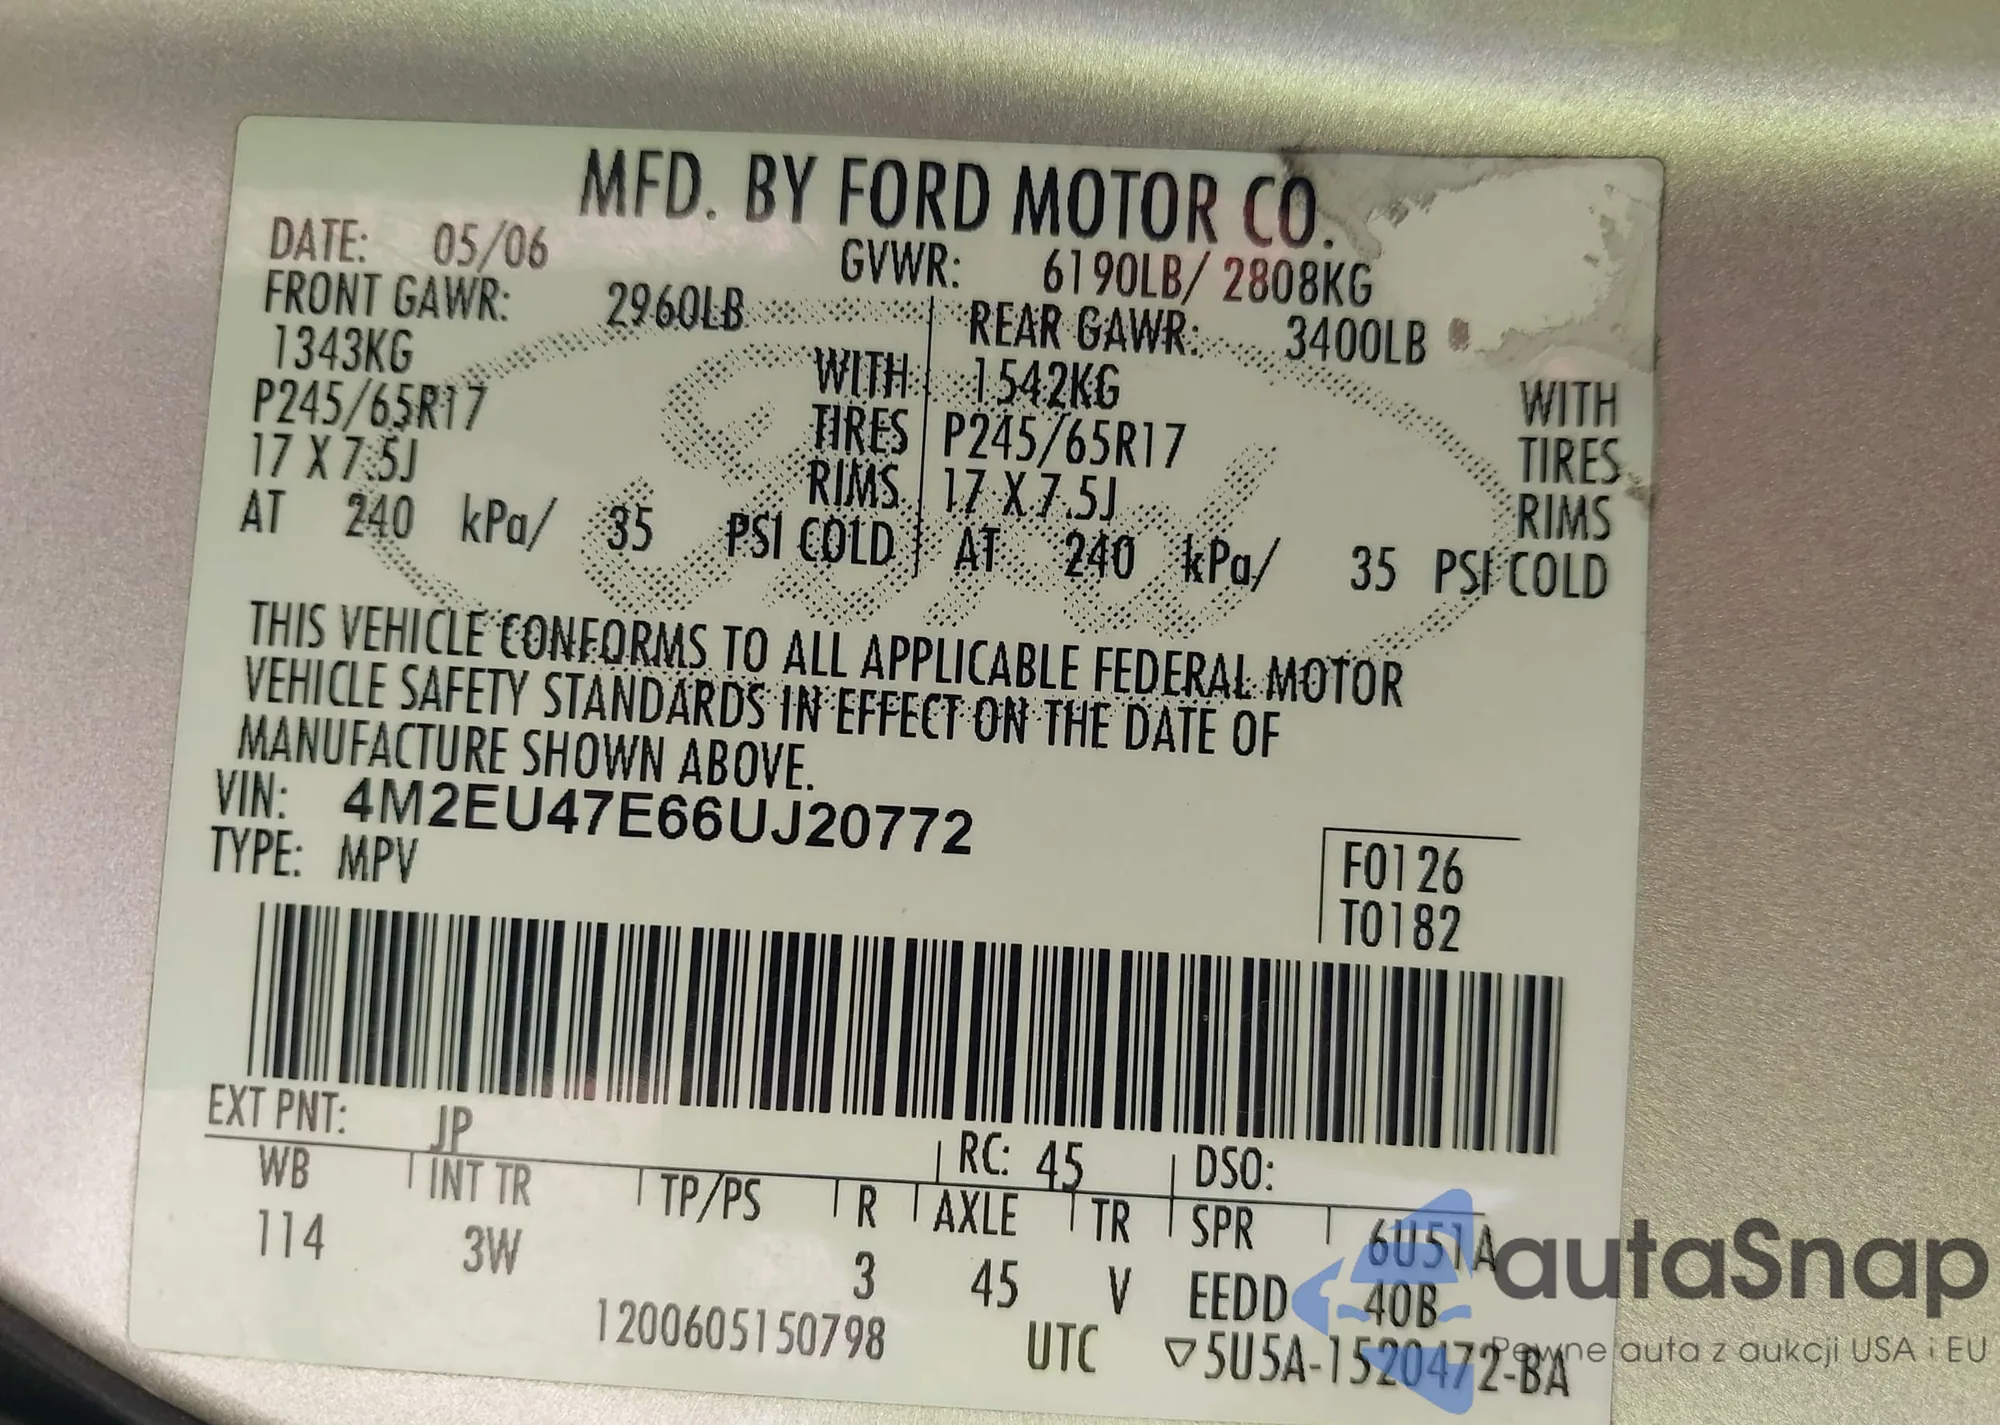 MFD. BY FORD MOTOR CO.
DATE: 05/06 GVWR: 6190LB/ 2808KG
FRONT GAWR: 2960LB REAR GAWR: 3400LB
1343KG WITH 1542KG WITH
P245/65R17 TIRES P245/65R17 TIRES
17 X 7.5J RIMS 17 X 7.5J RIMS
AT 240 kPa/ 35 PSI COLD AT 240 kPa/ 35 PSI COLD
Ford
THIS VEHICLE CONFORMS TO ALL APPLICABLE FEDERAL MOTOR
VEHICLE SAFETY STANDARDS IN EFFECT ON THE DATE OF
MANUFACTURE SHOWN ABOVE.
VIN: 4M2EU47E66UJ20772
TYPE: MPV
F0126
T0182
EXT PNT: JP RC: 45 DSO:
WB INT TR TP/PS R AXLE TR SPR 6U51A
114 3W 3 45 V EEDD 40B
1200605150798 UTC ▽5U5A-1520472-BA
autaSnap
Pewne auta z aukcji USA i EU